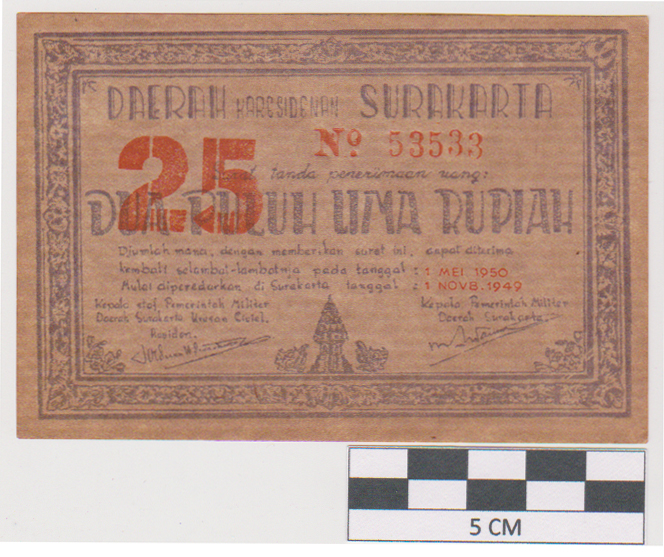 DAERAH KARESIDENAN SURAKARTA
25
No. 53533
Surat tanda penerimaan uang:
DUA PULUH LIMA RUPIAH
Djumlah mana, dengan memberikan surat ini, dapat diterima
kembali selambat-lambatnja pada tanggal : 1 MEI 1950
Mulai diperedarkan di Surakarta tanggal : 1 NOVB. 1949
Kepala staf Pemerintah Militer
Daerah Surakarta Urusan Civiel.
Residen.
Kepala Pemerintah Militer
Daerah Surakarta.
5 CM